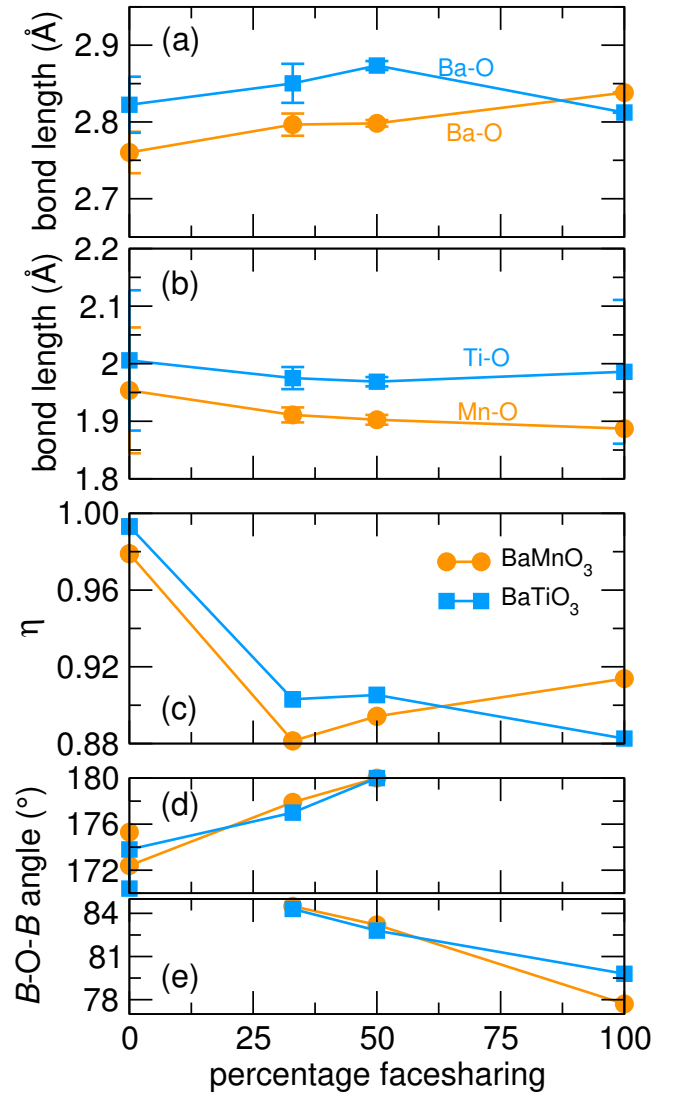 (a)
bond length (Å)
2.9
2.8
2.7
Ba-O
Ba-O
(b)
bond length (Å)
2.2
2.1
2
1.9
1.8
Ti-O
Mn-O
(c)
η
1.00
0.96
0.92
0.88
BaMnO₃
BaTiO₃
(d)
B-O-B angle (°)
180
176
172
(e)
84
81
78
0
25
50
75
100
percentage facesharing